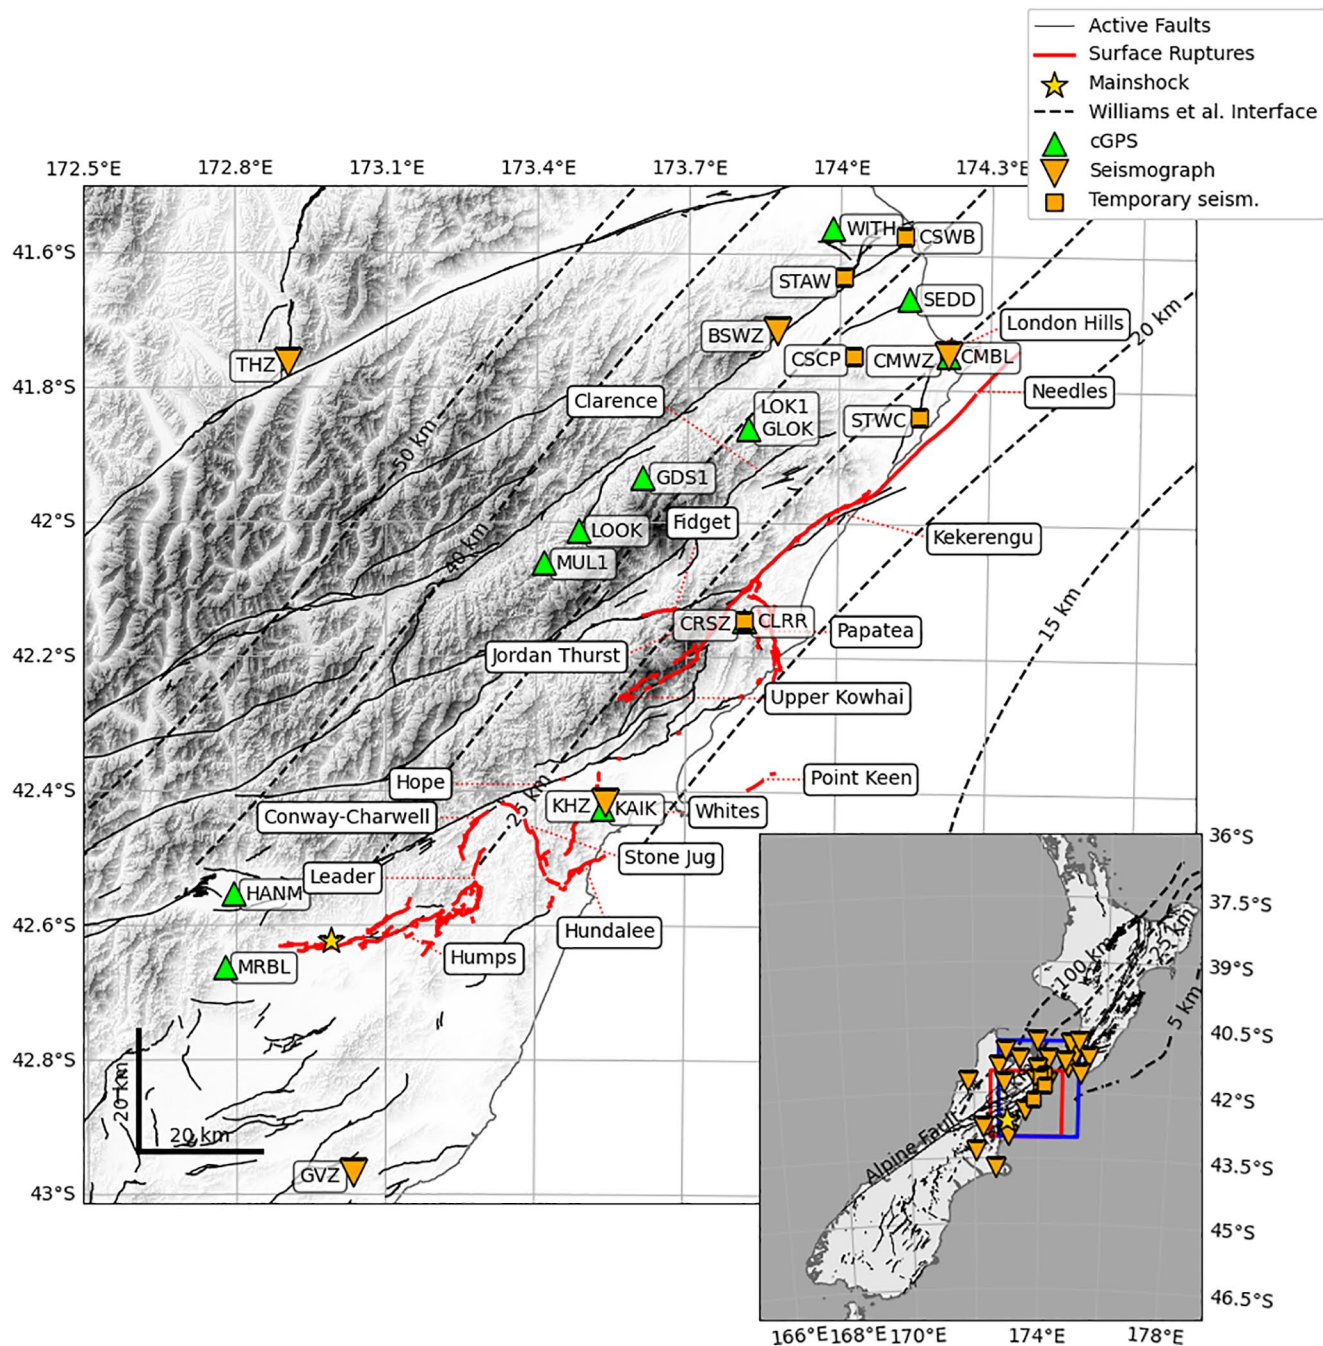 Active Faults
Surface Ruptures
Mainshock
Williams et al. Interface
cGPS
Seismograph
Temporary seism.
172.5°E
172.8°E
173.1°E
173.4°E
173.7°E
174°E
174.3°E
41.6°S
41.8°S
42°S
42.2°S
42.4°S
42.6°S
42.8°S
43°S
WITH
CSWB
STAW
SEDD
BSWZ
London Hills
20 km
THZ
CSCP
CMWZ
CMBL
Clarence
LOK1
GLOK
STWC
Needles
50 km
GDS1
Fidget
LOOK
Kekerengu
40 km
MUL1
15 km
CRSZ
CLRR
Papatea
Jordan Thurst
Upper Kowhai
Hope
Point Keen
25 km
KHZ
KAIK
Whites
Conway-Charwell
Stone Jug
Leader
HANM
Hundalee
Humps
MRBL
20 km
20 km
GVZ
36°S
37.5°S
39°S
40.5°S
42°S
43.5°S
45°S
46.5°S
100 km
25 km
5 km
Alpine Fault
166°E
168°E
170°E
174°E
178°E